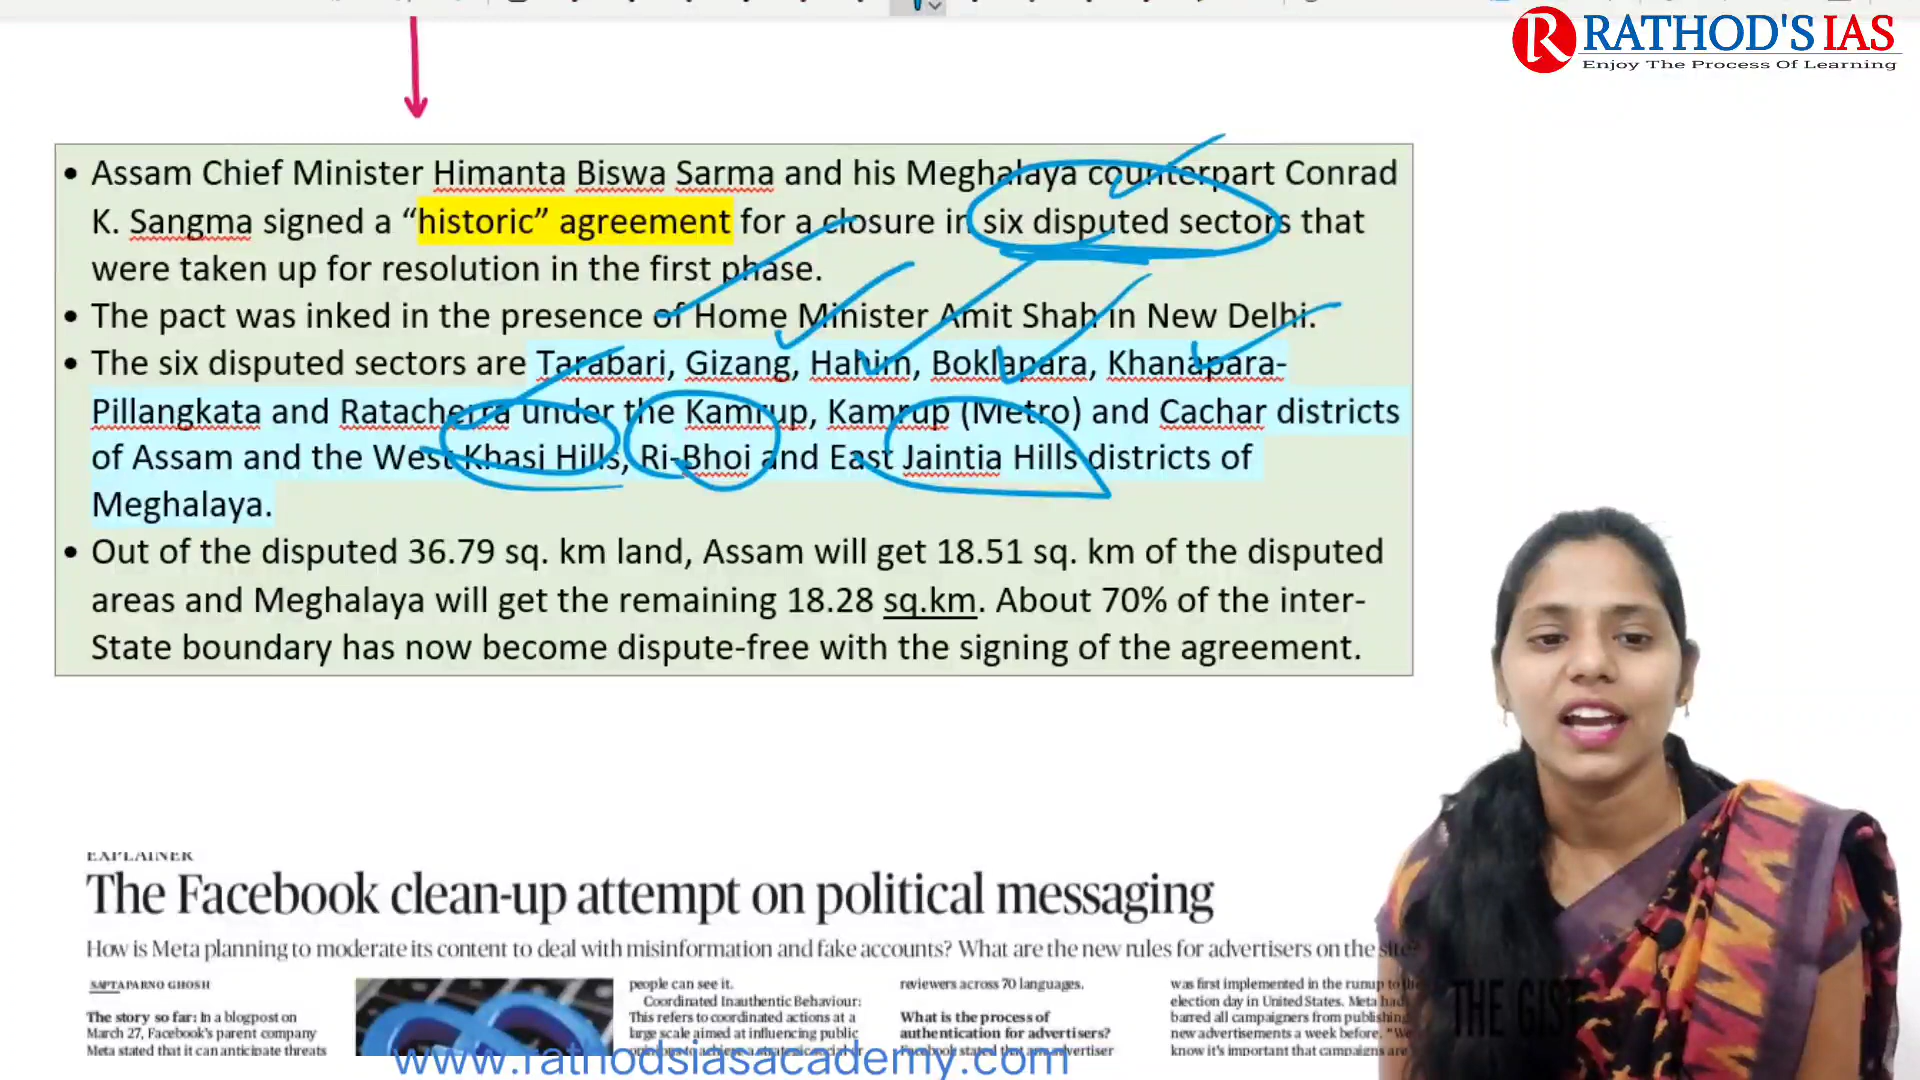 RATHOD'S IAS
Enjoy The Process Of Learning
• Assam Chief Minister Himanta Biswa Sarma and his Meghalaya counterpart Conrad
K. Sangma signed a “historic” agreement for a closure in six disputed sectors that
were taken up for resolution in the first phase.
• The pact was inked in the presence of Home Minister Amit Shah in New Delhi.
• The six disputed sectors are Tarabari, Gizang, Hahim, Boklapara, Khanapara-
Pillangkata and Ratacherra under the Kamrup, Kamrup (Metro) and Cachar districts
of Assam and the West Khasi Hills, Ri-Bhoi and East Jaintia Hills districts of
Meghalaya.
• Out of the disputed 36.79 sq. km land, Assam will get 18.51 sq. km of the disputed
areas and Meghalaya will get the remaining 18.28 sq.km. About 70% of the inter-
State boundary has now become dispute-free with the signing of the agreement.
EXPLAINER
The Facebook clean-up attempt on political messaging
How is Meta planning to moderate its content to deal with misinformation and fake accounts? What are the new rules for advertisers on the site?
SAPTAPARNO GHOSH
The story so far: In a blogpost on
March 27, Facebook's parent company
Meta stated that it can anticipate threats
people can see it.
Coordinated Inauthentic Behaviour:
This refers to coordinated actions at a
large scale aimed at influencing public
reviewers across 70 languages.
What is the process of
authentication for advertisers?
Facebook stated that an advertiser
was first implemented in the runup to the
election day in United States. Meta had
barred all campaigners from publishing
new advertisements a week before. "We
know it's important that campaigns are
THE GIST
www.rathodsiasacademy.com